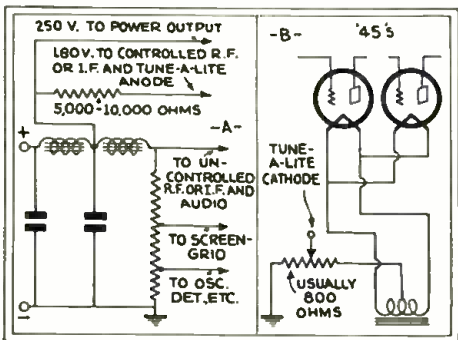 250 V. TO POWER OUTPUT
180 V. TO CONTROLLED R.F.
OR I.F. AND TUNE-A-LITE
ANODE
5,000-10,000 OHMS
+
-A-
TO UN-
CONTROLLED
R.F. OR I.F. AND
AUDIO
TO SCREEN-
GRID
TO OSC.
DET., ETC.
-
-B-
'45's
TUNE-
A-LITE
CATHODE
USUALLY
800
OHMS